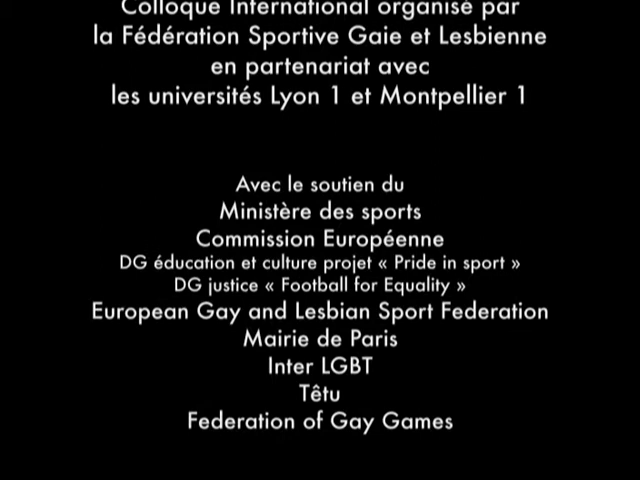 Colloque International organisé par
la Fédération Sportive Gaie et Lesbienne
en partenariat avec
les universités Lyon 1 et Montpellier 1
Avec le soutien du
Ministère des sports
Commission Européenne
DG éducation et culture projet « Pride in sport »
DG justice « Football for Equality »
European Gay and Lesbian Sport Federation
Mairie de Paris
Inter LGBT
Têtu
Federation of Gay Games